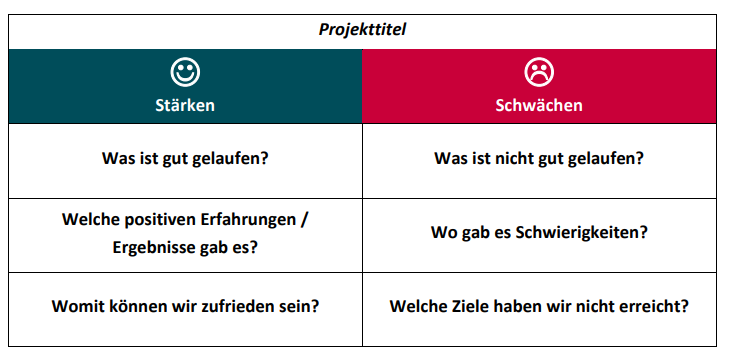 Projekttitel
Stärken
Schwächen
Was ist gut gelaufen?
Was ist nicht gut gelaufen?
Welche positiven Erfahrungen /
Ergebnisse gab es?
Wo gab es Schwierigkeiten?
Womit können wir zufrieden sein?
Welche Ziele haben wir nicht erreicht?